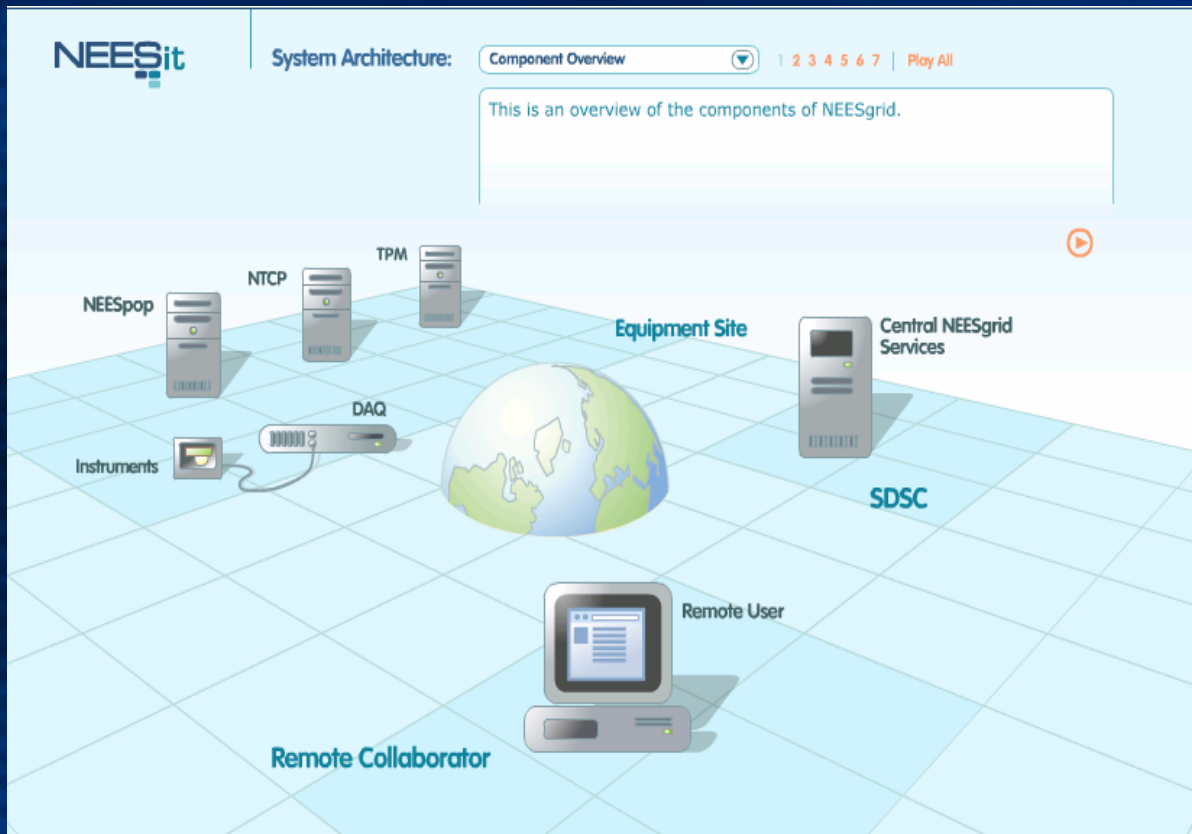 NEESit
System Architecture:
Component Overview
1 2 3 4 5 6 7 | Play All
This is an overview of the components of NEESgrid.
TPM
NTCP
NEESpop
Equipment Site
Central NEESgrid
Services
DAQ
Instruments
SDSC
Remote User
Remote Collaborator